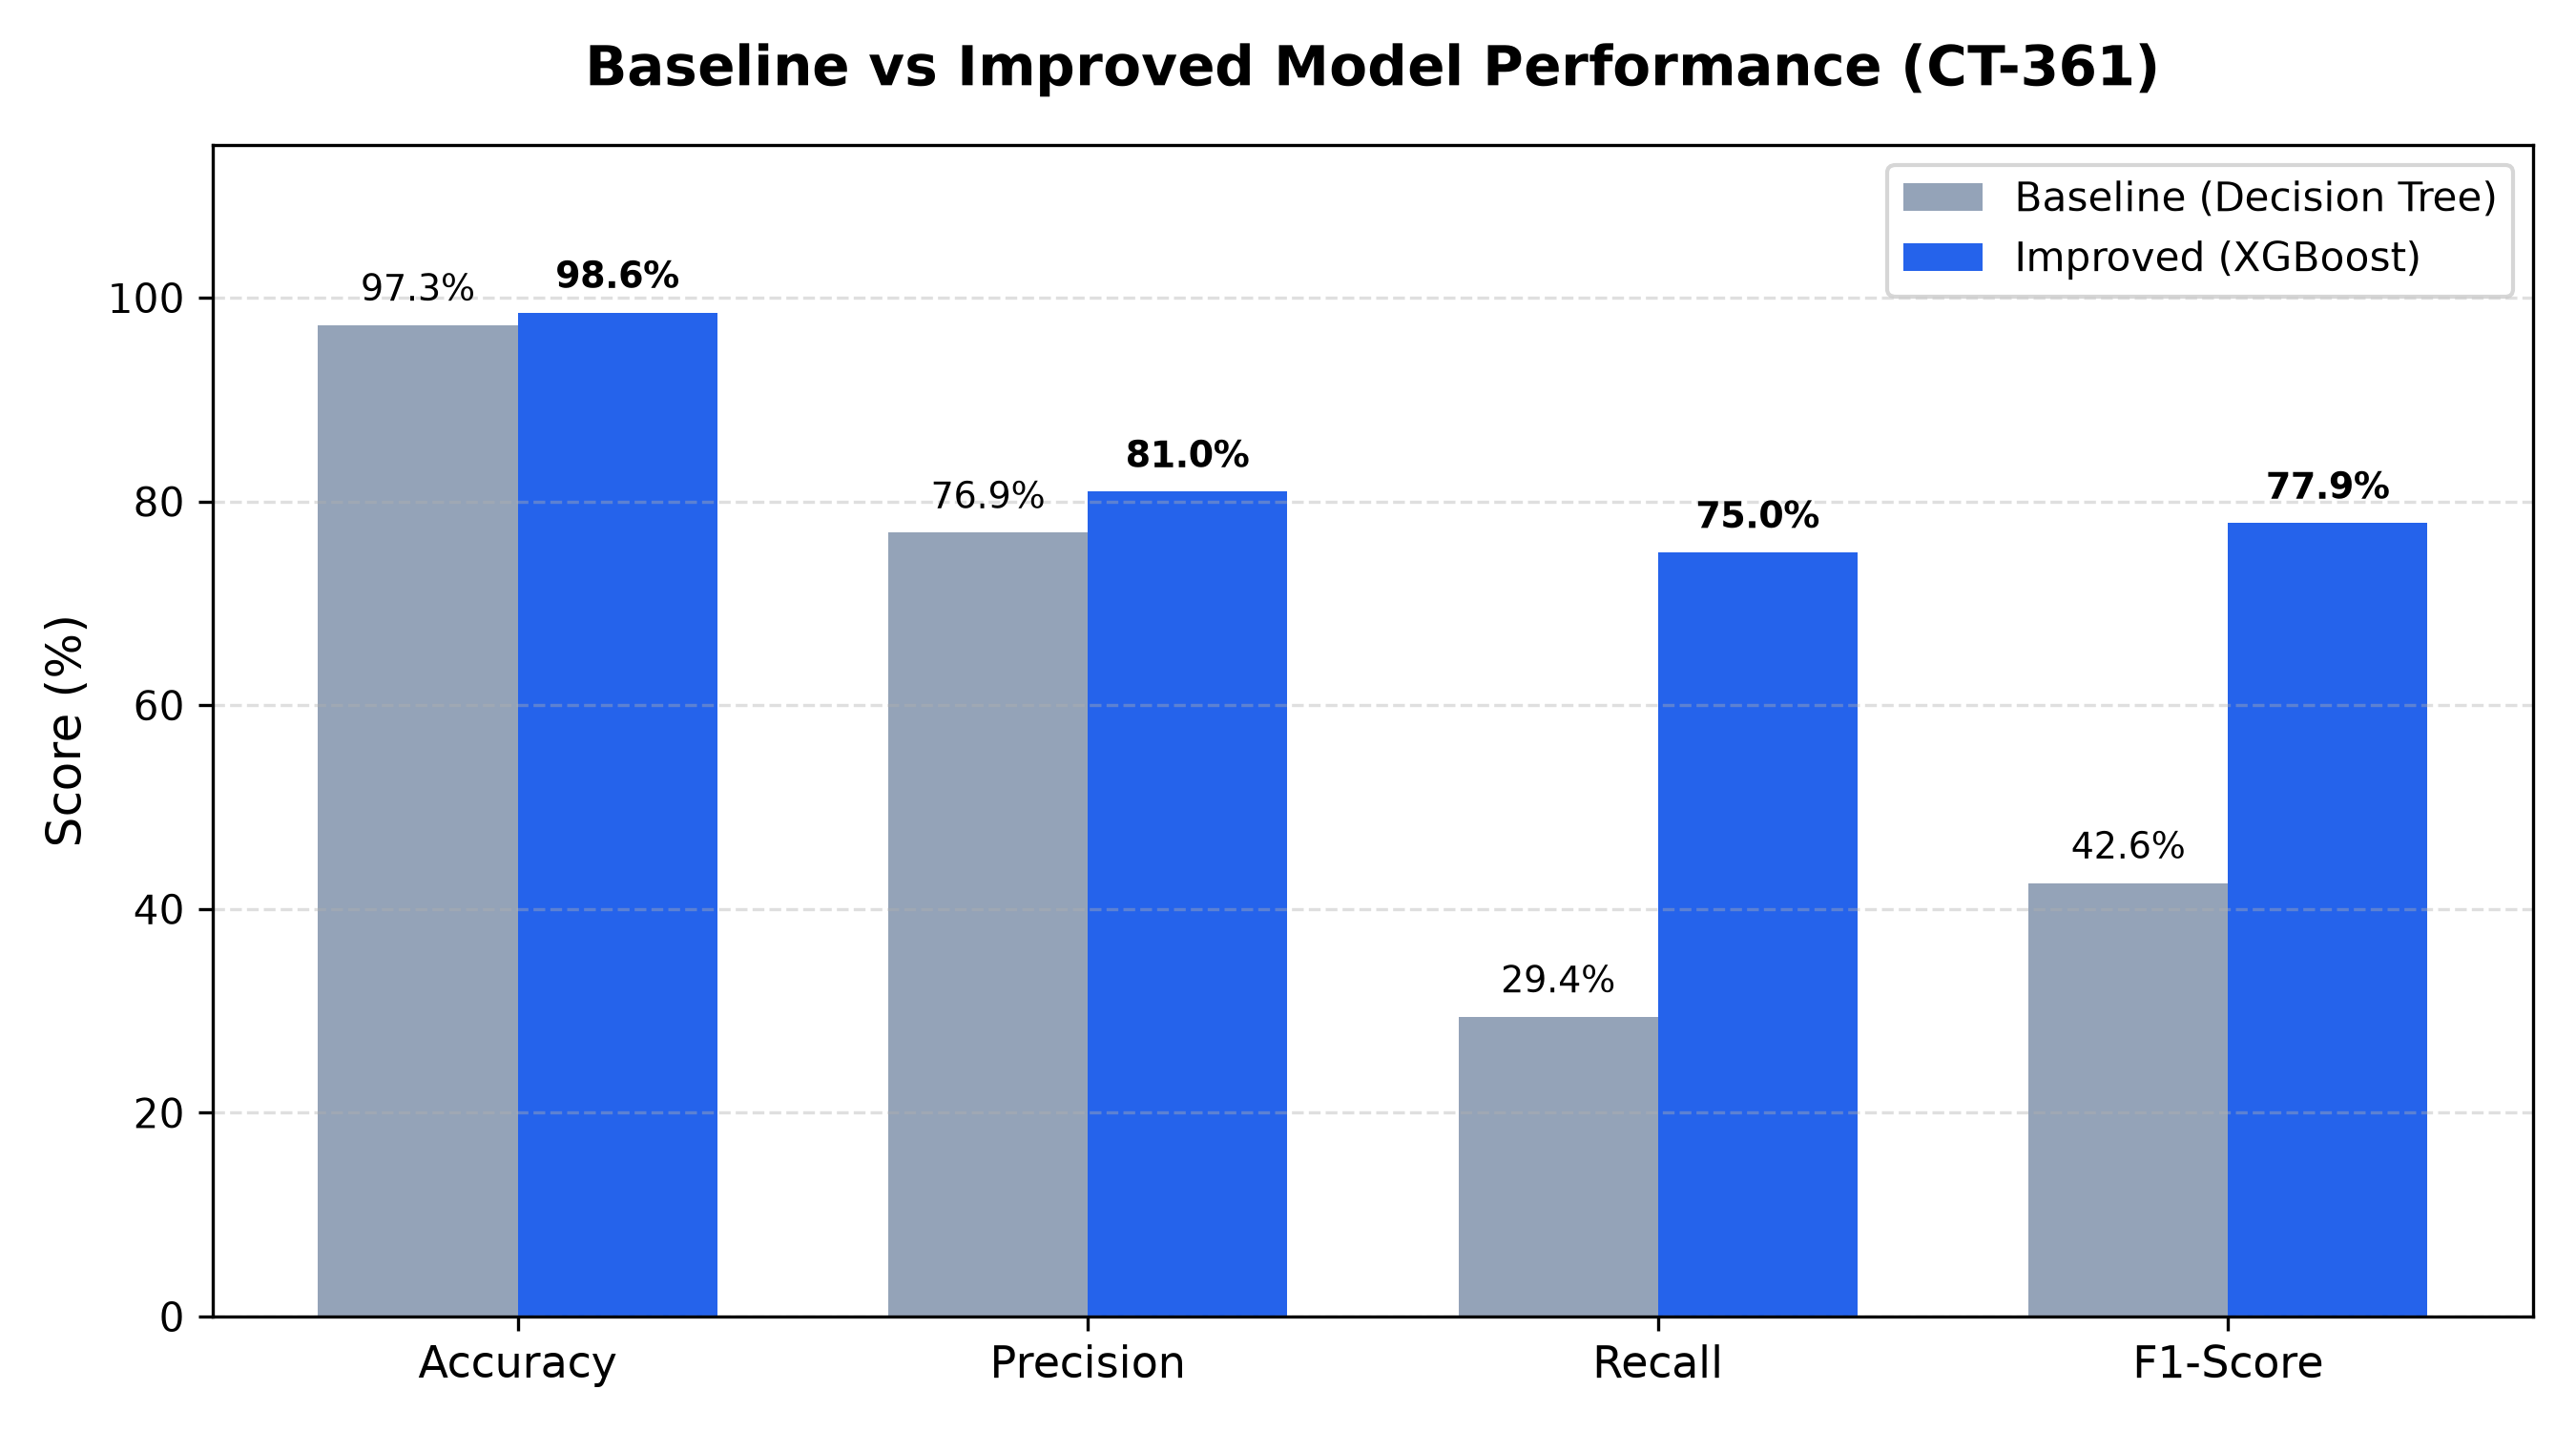 Baseline vs Improved Model Performance (CT-361)
Baseline (Decision Tree)
Improved (XGBoost)
Score (%)
100
80
60
40
20
0
97.3%
98.6%
76.9%
81.0%
29.4%
75.0%
42.6%
77.9%
Accuracy
Precision
Recall
F1-Score